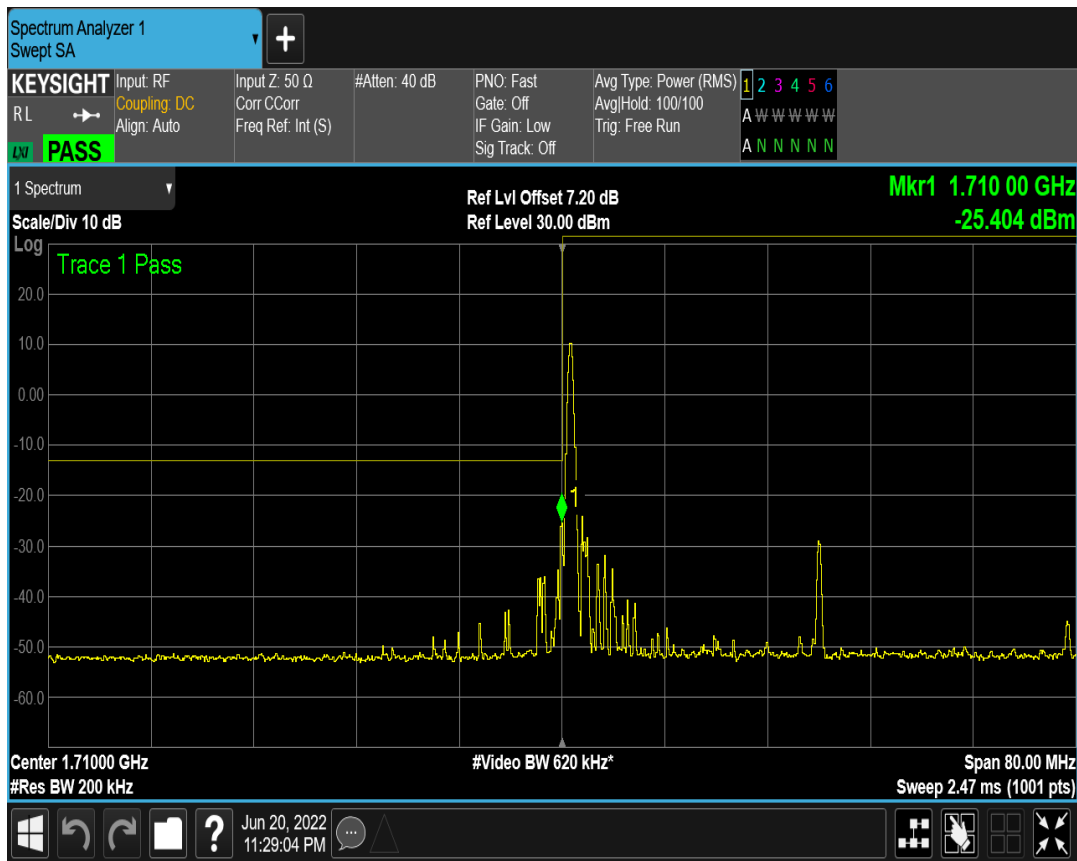 Spectrum Analyzer 1
Swept SA
+
KEYSIGHT
RL
LXI PASS
Input: RF
Coupling: DC
Align: Auto
Input Z: 50 Ω
Corr CCorr
Freq Ref: Int (S)
#Atten: 40 dB
PNO: Fast
Gate: Off
IF Gain: Low
Sig Track: Off
Avg Type: Power (RMS)
Avg|Hold: 100/100
Trig: Free Run
1 2 3 4 5 6
A W W W W W
A N N N N N
1 Spectrum
Scale/Div 10 dB
Ref Lvl Offset 7.20 dB
Ref Level 30.00 dBm
Mkr1 1.710 00 GHz
-25.404 dBm
Log
Trace 1 Pass
20.0
10.0
0.00
-10.0
-20.0
-30.0
-40.0
-50.0
-60.0
1
Center 1.71000 GHz
#Res BW 200 kHz
#Video BW 620 kHz*
Span 80.00 MHz
Sweep 2.47 ms (1001 pts)
?
Jun 20, 2022
11:29:04 PM